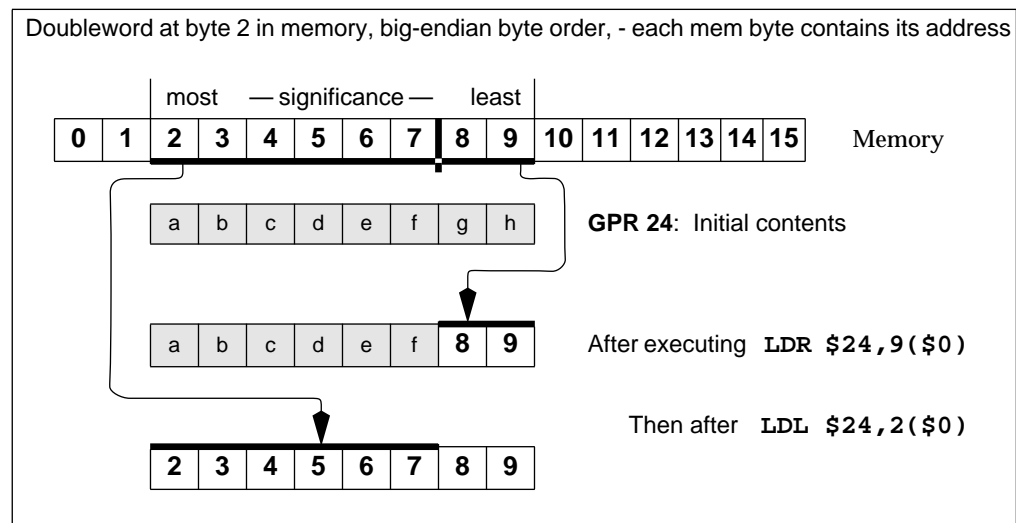 Doubleword at byte 2 in memory, big-endian byte order, - each mem byte contains its address
most — significance — least
0 1 2 3 4 5 6 7 8 9 10 11 12 13 14 15 Memory
a b c d e f g h GPR 24: Initial contents
a b c d e f 8 9 After executing LDR $24,9($0)
Then after LDL $24,2($0)
2 3 4 5 6 7 8 9